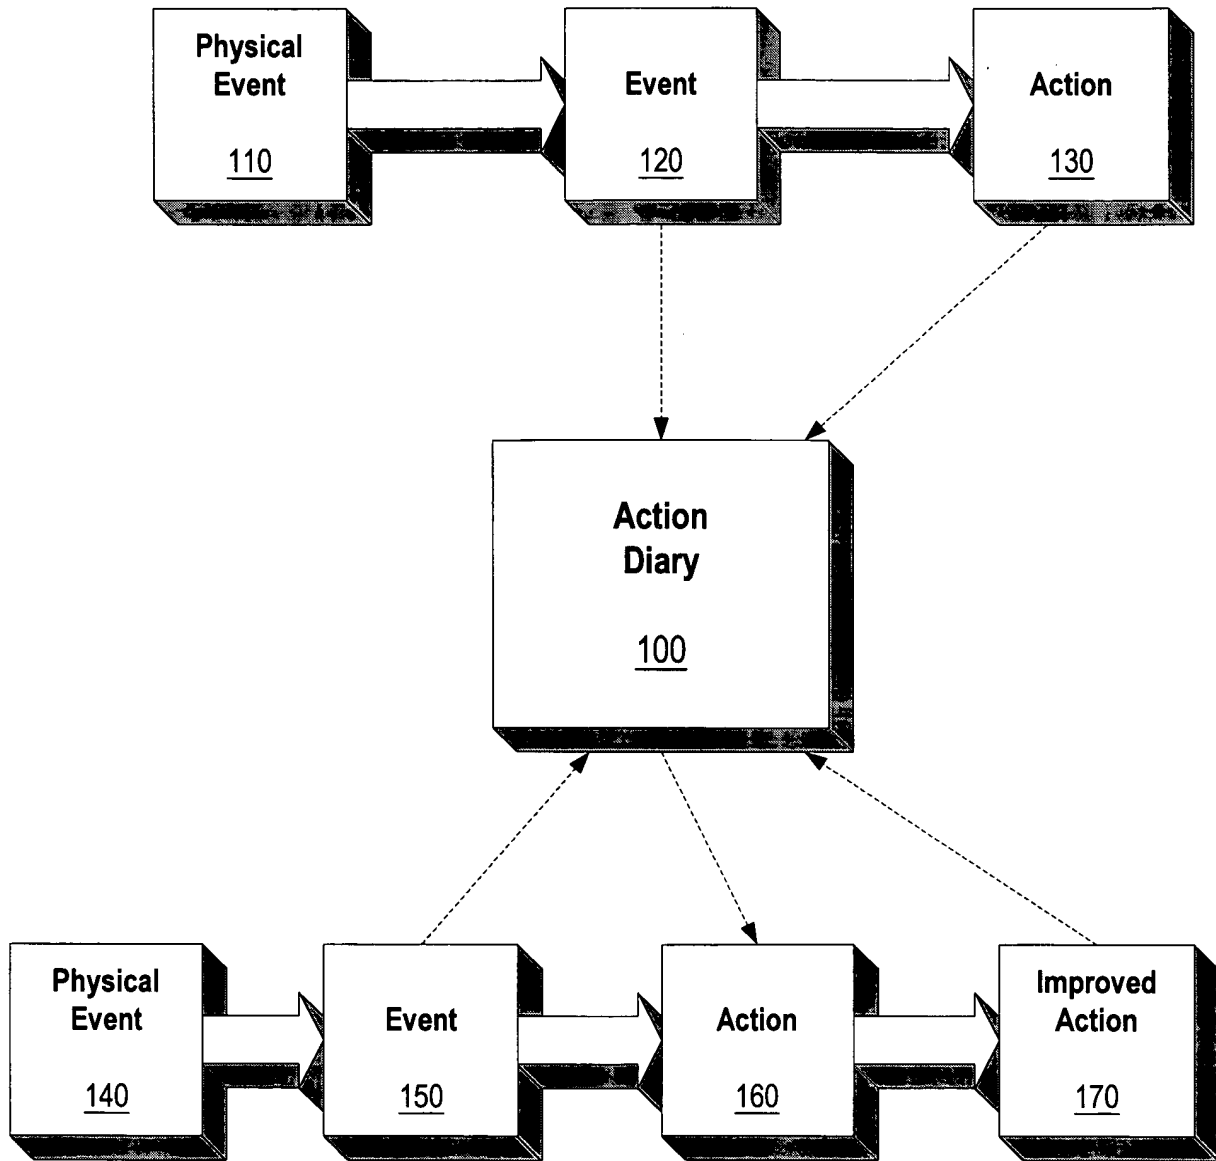 Physical
Event
110
Event
120
Action
130
Action
Diary
100
Physical
Event
140
Event
150
Action
160
Improved
Action
170